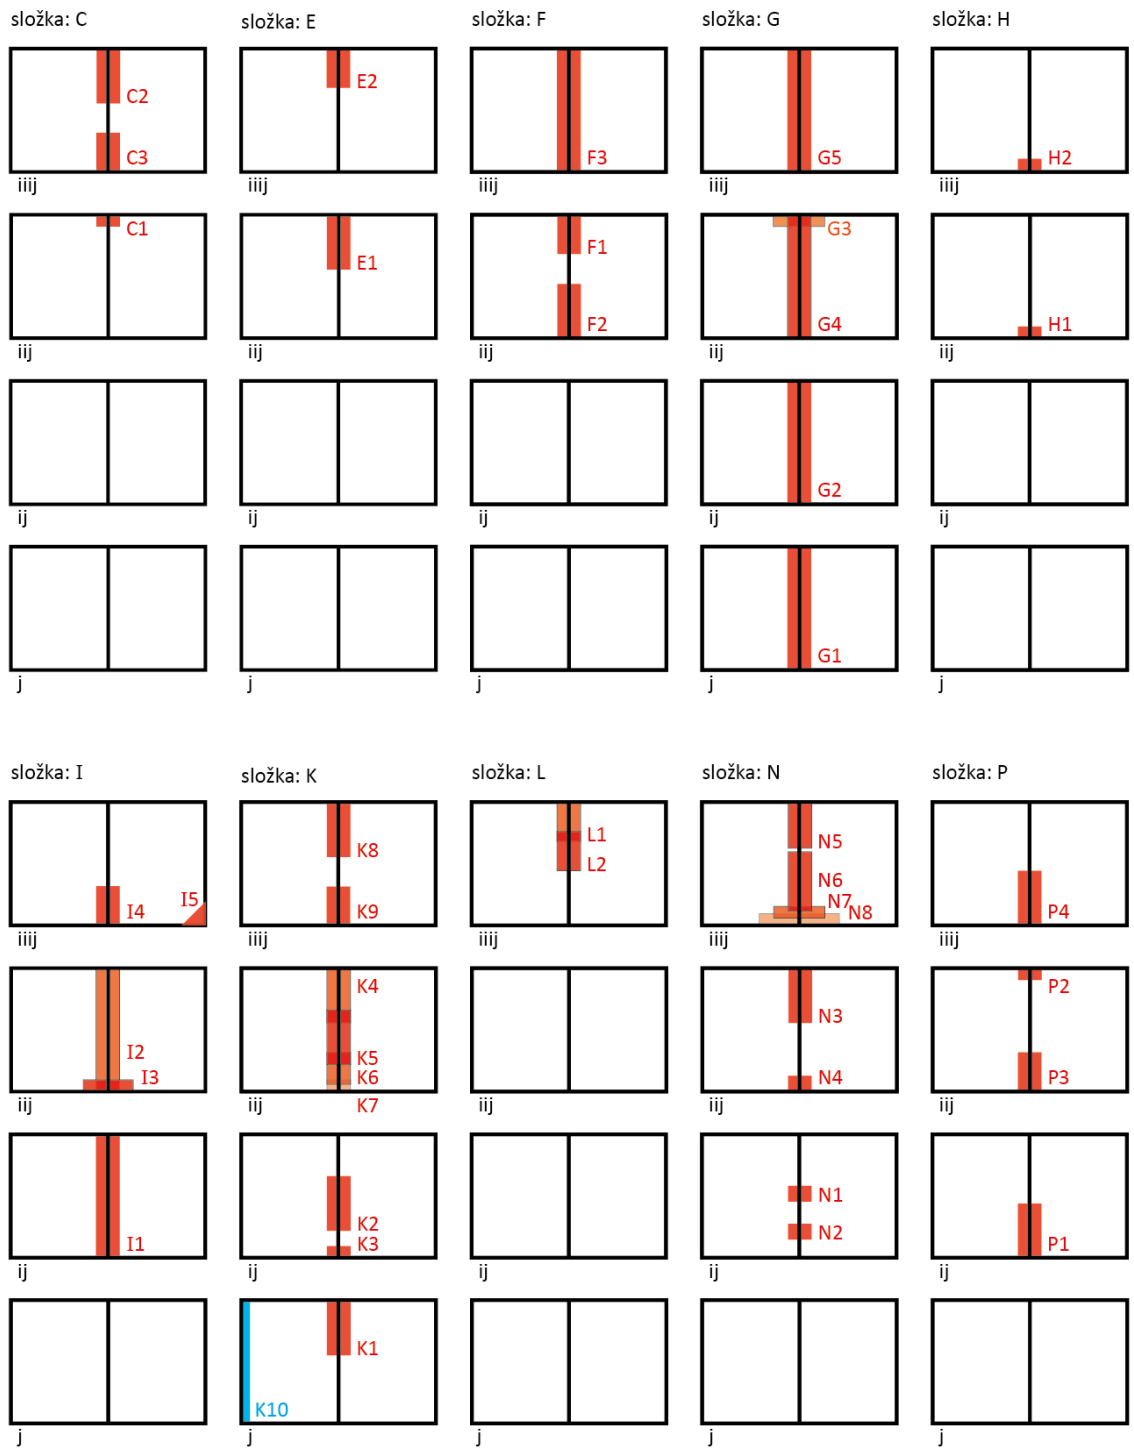 složka: C
složka: E
složka: F
složka: G
složka: H
C2
C3
E2
F3
G5
H2
iiij
iiij
iiij
iiij
iiij
C1
E1
F1
F2
G3
G4
H1
iij
iij
iij
iij
iij
G2
ij
ij
ij
ij
ij
G1
j
j
j
j
j
složka: I
složka: K
složka: L
složka: N
složka: P
I5
I4
K8
K9
L1
L2
N5
N6
N7
N8
P4
iiij
iiij
iiij
iiij
iiij
I2
I3
K4
K5
K6
K7
N3
N4
P2
P3
iij
iij
iij
iij
iij
I1
K2
K3
N1
N2
P1
ij
ij
ij
ij
ij
K1
K10
j
j
j
j
j